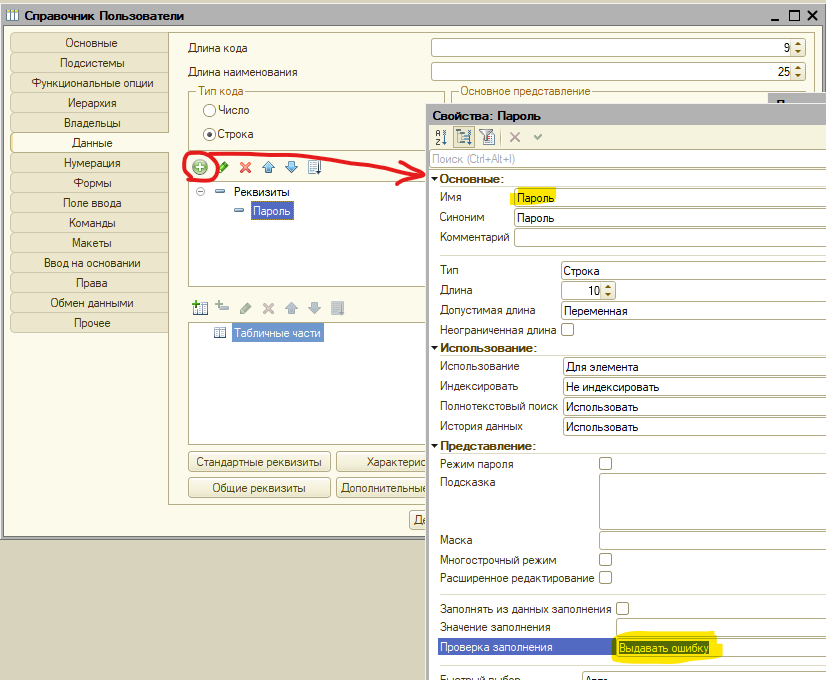 Справочник Пользователи
Основные
Подсистемы
Функциональные опции
Иерархия
Владельцы
Данные
Нумерация
Формы
Поле ввода
Команды
Макеты
Ввод на основании
Права
Обмен данными
Прочее
Длина кода 9
Длина наименования 25
Тип кода
Число
Строка
Основное представление
Реквизиты
Пароль
Табличные части
Стандартные реквизиты
Характерис
Общие реквизиты
Дополнительные
Свойства: Пароль
Поиск (Ctrl+Alt+I)
Основные:
Имя Пароль
Синоним Пароль
Комментарий
Тип Строка
Длина 10
Допустимая длина Переменная
Неограниченная длина
Использование:
Использование Для элемента
Индексировать Не индексировать
Полнотекстовый поиск Использовать
История данных Использовать
Представление:
Режим пароля
Подсказка
Маска
Многострочный режим
Расширенное редактирование
Заполнять из данных заполнения
Значение заполнения
Проверка заполнения Выдавать ошибку
Быстрый выбор Авто